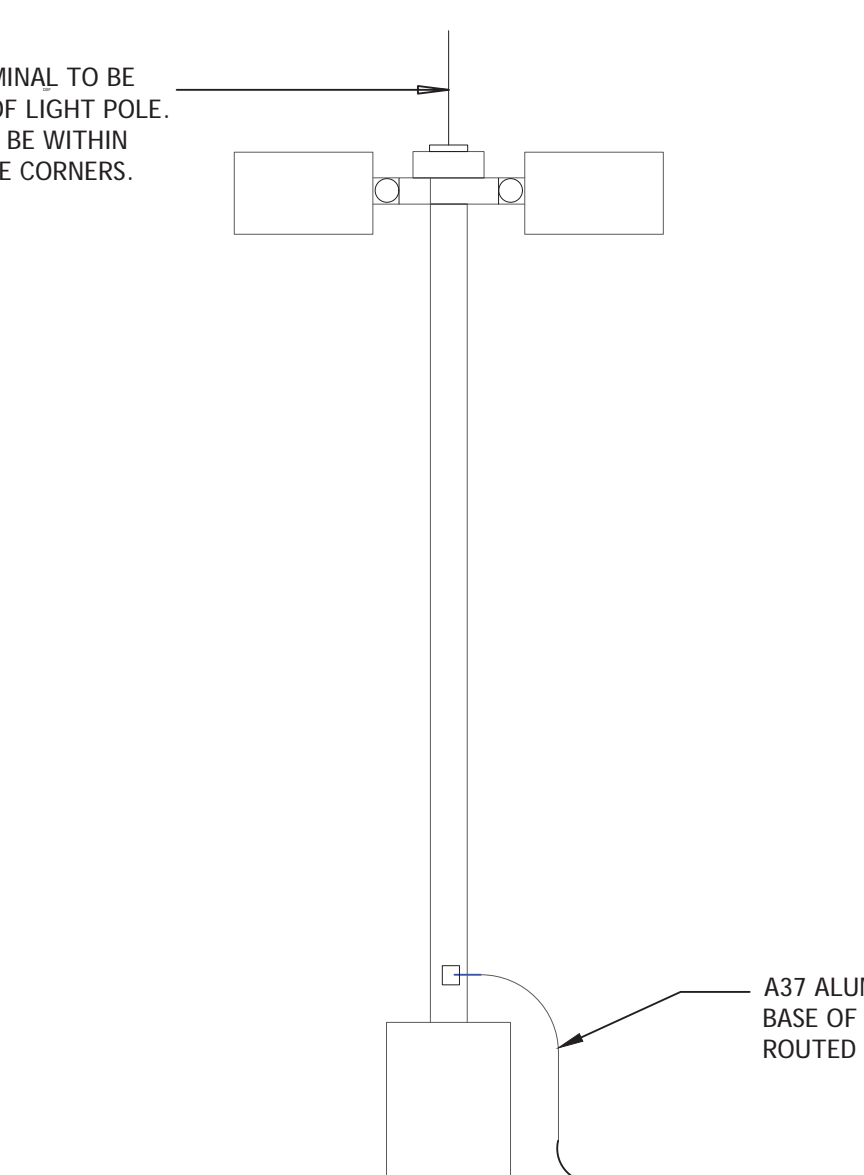 MINAL TO BE
OF LIGHT POLE.
BE WITHIN
E CORNERS.
A37 ALUM
BASE OF
ROUTED